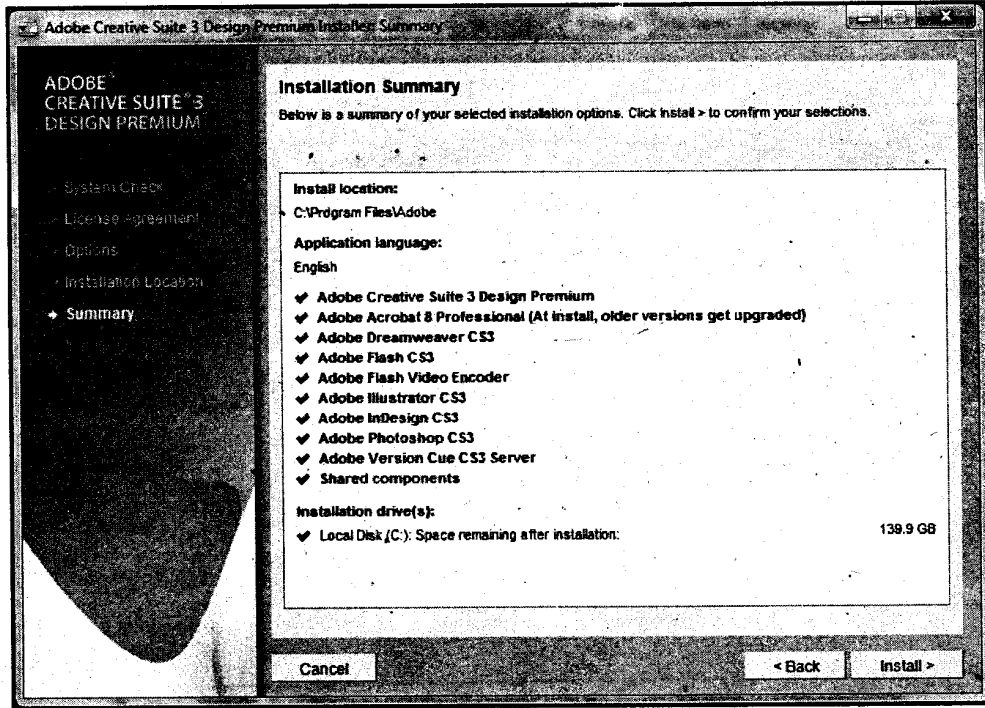 Adobe Creative Suite 3 Design Premium Installer: Summary
ADOBE®
CREATIVE SUITE® 3
DESIGN PREMIUM
System Check
License Agreement
Options
Installation Location
Summary
Installation Summary
Below is a summary of your selected installation options. Click Install > to confirm your selections.
Install location:
C:\Program Files\Adobe
Application language:
English
Adobe Creative Suite 3 Design Premium
Adobe Acrobat 8 Professional (At install, older versions get upgraded)
Adobe Dreamweaver CS3
Adobe Flash CS3
Adobe Flash Video Encoder
Adobe Illustrator CS3
Adobe InDesign CS3
Adobe Photoshop CS3
Adobe Version Cue CS3 Server
Shared components
Installation drive(s):
Local Disk (C:): Space remaining after installation: 139.9 GB
Cancel
< Back
Install >